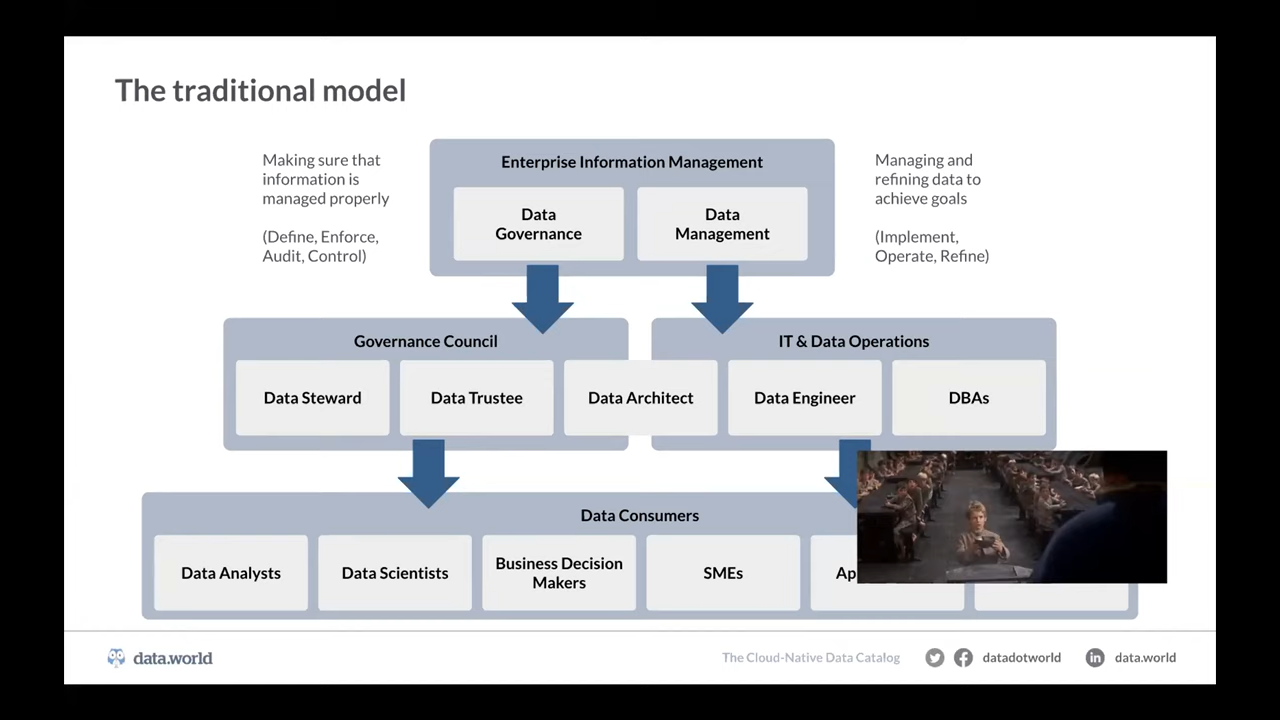 The traditional model
Making sure that
information is
managed properly
(Define, Enforce,
Audit, Control)
Enterprise Information Management
Data
Governance
Data
Management
Managing and
refining data to
achieve goals
(Implement,
Operate, Refine)
Governance Council
IT & Data Operations
Data Steward
Data Trustee
Data Architect
Data Engineer
DBAs
Data Consumers
Data Analysts
Data Scientists
Business Decision
Makers
SMEs
data.world
The Cloud-Native Data Catalog
datadotworld
data.world